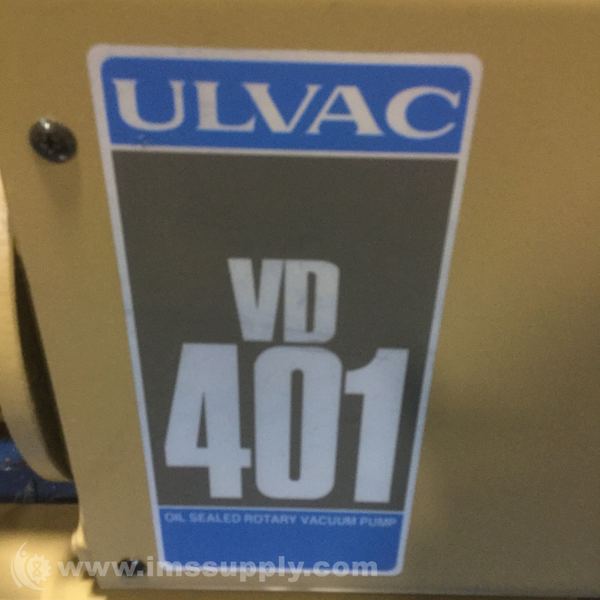 ULVAC
VD
401
OIL SEALED ROTARY VACUUM PUMP
www.imssupply.com